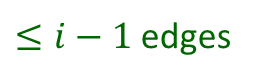 ≤ i − 1 edges